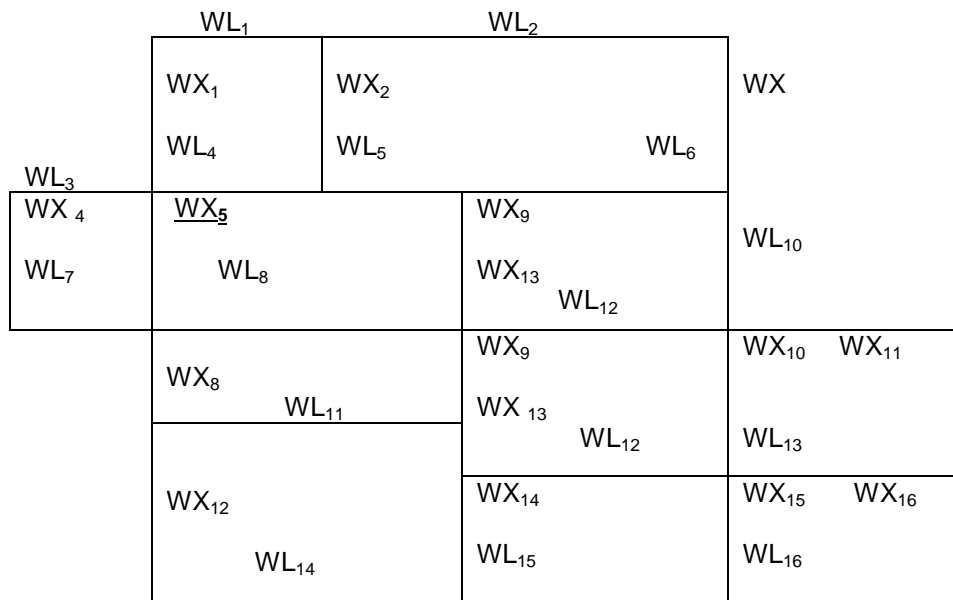 WL₁ WL₂
WX₁ WX₂ WX
WL₄ WL₅ WL₆
WL₃
WX ₄ WX₅ WX₉
WL₁₀
WL₇ WL₈ WX₁₃
WL₁₂
WX₉ WX₁₀ WX₁₁
WX₈
WL₁₁ WX ₁₃
WL₁₂ WL₁₃
WX₁₂ WX₁₄ WX₁₅ WX₁₆
WL₁₄ WL₁₅ WL₁₆